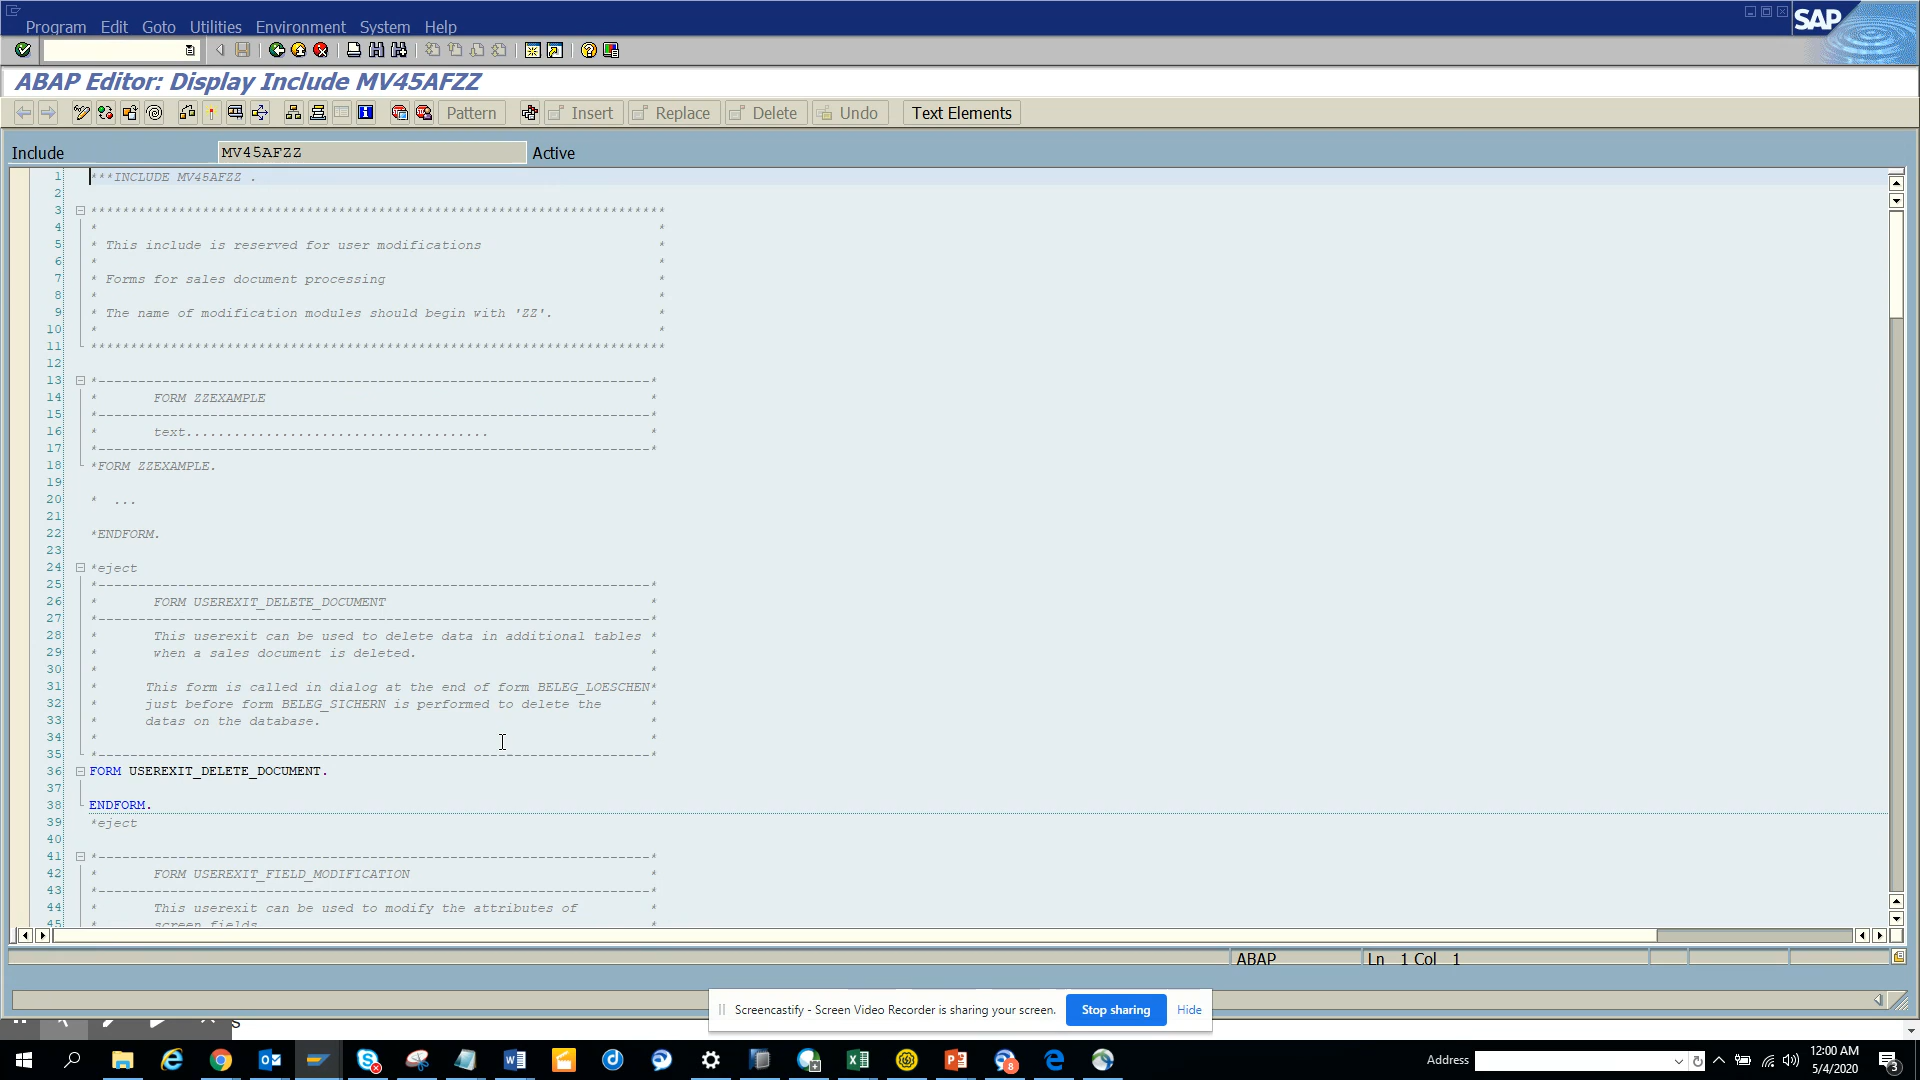 Program Edit Goto Utilities Environment System Help
SAP
ABAP Editor: Display Include MV45AFZZ
Pattern Insert Replace Delete Undo Text Elements
Include MV45AFZZ Active
1 ***INCLUDE MV45AFZZ .
2
3 ************************************************************************
4 * *
5 * This include is reserved for user modifications *
6 * *
7 * Forms for sales document processing *
8 * *
9 * The name of modification modules should begin with 'ZZ'. *
10 * *
11 ************************************************************************
12
13 *---------------------------------------------------------------------*
14 * FORM ZZEXAMPLE *
15 *---------------------------------------------------------------------*
16 * text...................................... *
17 *---------------------------------------------------------------------*
18 *FORM ZZEXAMPLE.
19
20 * ...
21
22 *ENDFORM.
23
24 *eject
25 *---------------------------------------------------------------------*
26 * FORM USEREXIT_DELETE_DOCUMENT *
27 *---------------------------------------------------------------------*
28 * This userexit can be used to delete data in additional tables *
29 * when a sales document is deleted. *
30 * *
31 * This form is called in dialog at the end of form BELEG_LOESCHEN*
32 * just before form BELEG_SICHERN is performed to delete the *
33 * datas on the database. *
34 * *
35 *---------------------------------------------------------------------*
36 FORM USEREXIT_DELETE_DOCUMENT.
37
38 ENDFORM.
39 *eject
40
41 *---------------------------------------------------------------------*
42 * FORM USEREXIT_FIELD_MODIFICATION *
43 *---------------------------------------------------------------------*
44 * This userexit can be used to modify the attributes of *
45 * screen fields *
ABAP Ln 1 Col 1
Screencastify - Screen Video Recorder is sharing your screen. Stop sharing Hide
Address
12:00 AM
5/4/2020
8
3